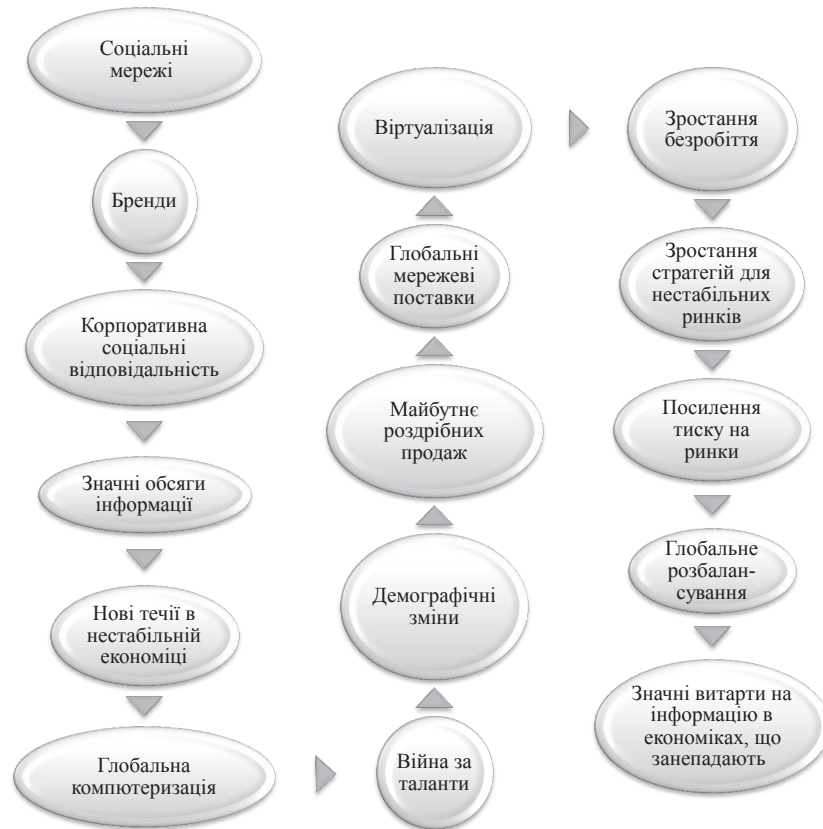 Соціальні
мережі
Бренди
Корпоративна
соціальні
відповідальність
Значні обсяги
інформації
Нові течії в
нестабільній
економіці
Глобальна
компютеризація
Війна за
таланти
Демографічні
зміни
Майбутнє
роздрібних
продаж
Глобальні
мережеві
поставки
Віртуалізація
Зростання
безробіття
Зростання
стратегій для
нестабільних
ринків
Посилення
тиску на
ринки
Глобальне
розбалан-
сування
Значні витарти на
інформацію в
економіках, що
занепадають